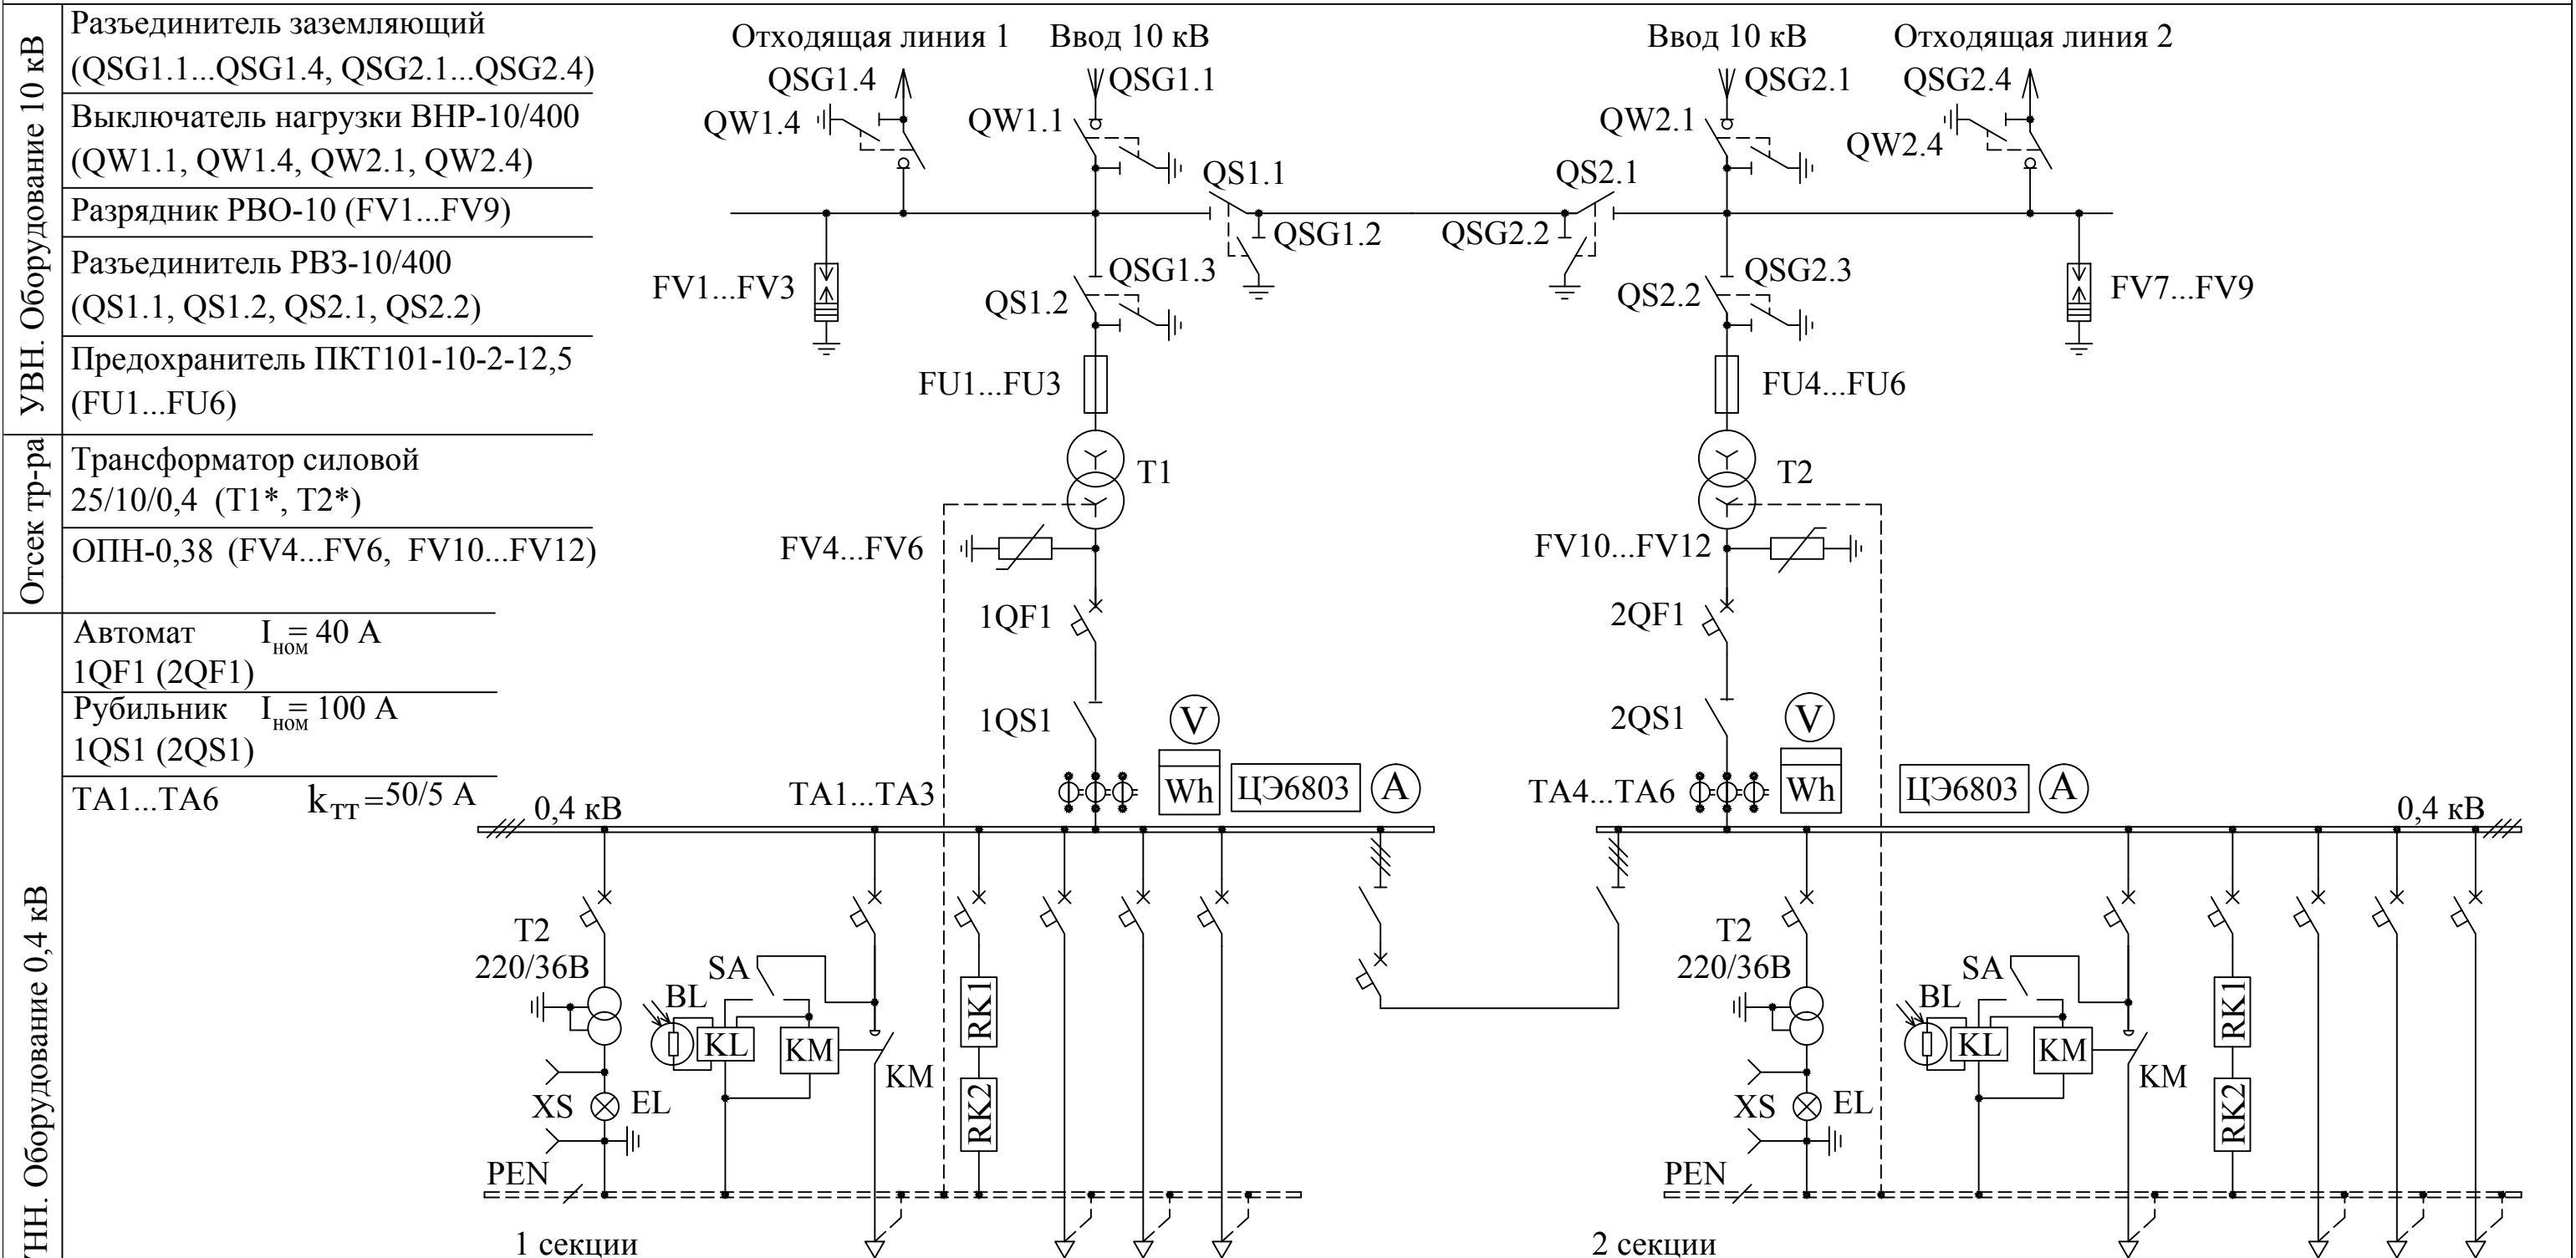 УВН. Оборудование 10 кВ
Разъединитель заземляющий
(QSG1.1...QSG1.4, QSG2.1...QSG2.4)
Выключатель нагрузки ВНР-10/400
(QW1.1, QW1.4, QW2.1, QW2.4)
Разрядник РВО-10 (FV1...FV9)
Разъединитель РВЗ-10/400
(QS1.1, QS1.2, QS2.1, QS2.2)
Предохранитель ПКТ101-10-2-12,5
(FU1...FU6)
Отсек тр-ра
Трансформатор силовой
25/10/0,4 (T1*, T2*)
ОПН-0,38 (FV4...FV6, FV10...FV12)
УНН. Оборудование 0,4 кВ
Автомат Iном= 40 А
1QF1 (2QF1)
Рубильник Iном= 100 А
1QS1 (2QS1)
TA1...TA6 kтт=50/5 А
Отходящая линия 1
Ввод 10 кВ
Ввод 10 кВ
Отходящая линия 2
QSG1.4
QSG1.1
QSG2.1
QSG2.4
QW1.4
QW1.1
QW2.1
QW2.4
QS1.1
QS2.1
QSG1.2
QSG2.2
FV1...FV3
QSG1.3
QS1.2
QSG2.3
QS2.2
FV7...FV9
FU1...FU3
FU4...FU6
T1
T2
FV4...FV6
FV10...FV12
1QF1
2QF1
1QS1
V
2QS1
V
TA1...TA3
Wh
ЦЭ6803
A
TA4...TA6
Wh
ЦЭ6803
A
0,4 кВ
0,4 кВ
T2
220/36В
SA
BL
KL
KM
KM
RK1
RK2
XS
EL
PEN
1 секции
T2
220/36В
SA
BL
KL
KM
KM
RK1
RK2
XS
EL
PEN
2 секции